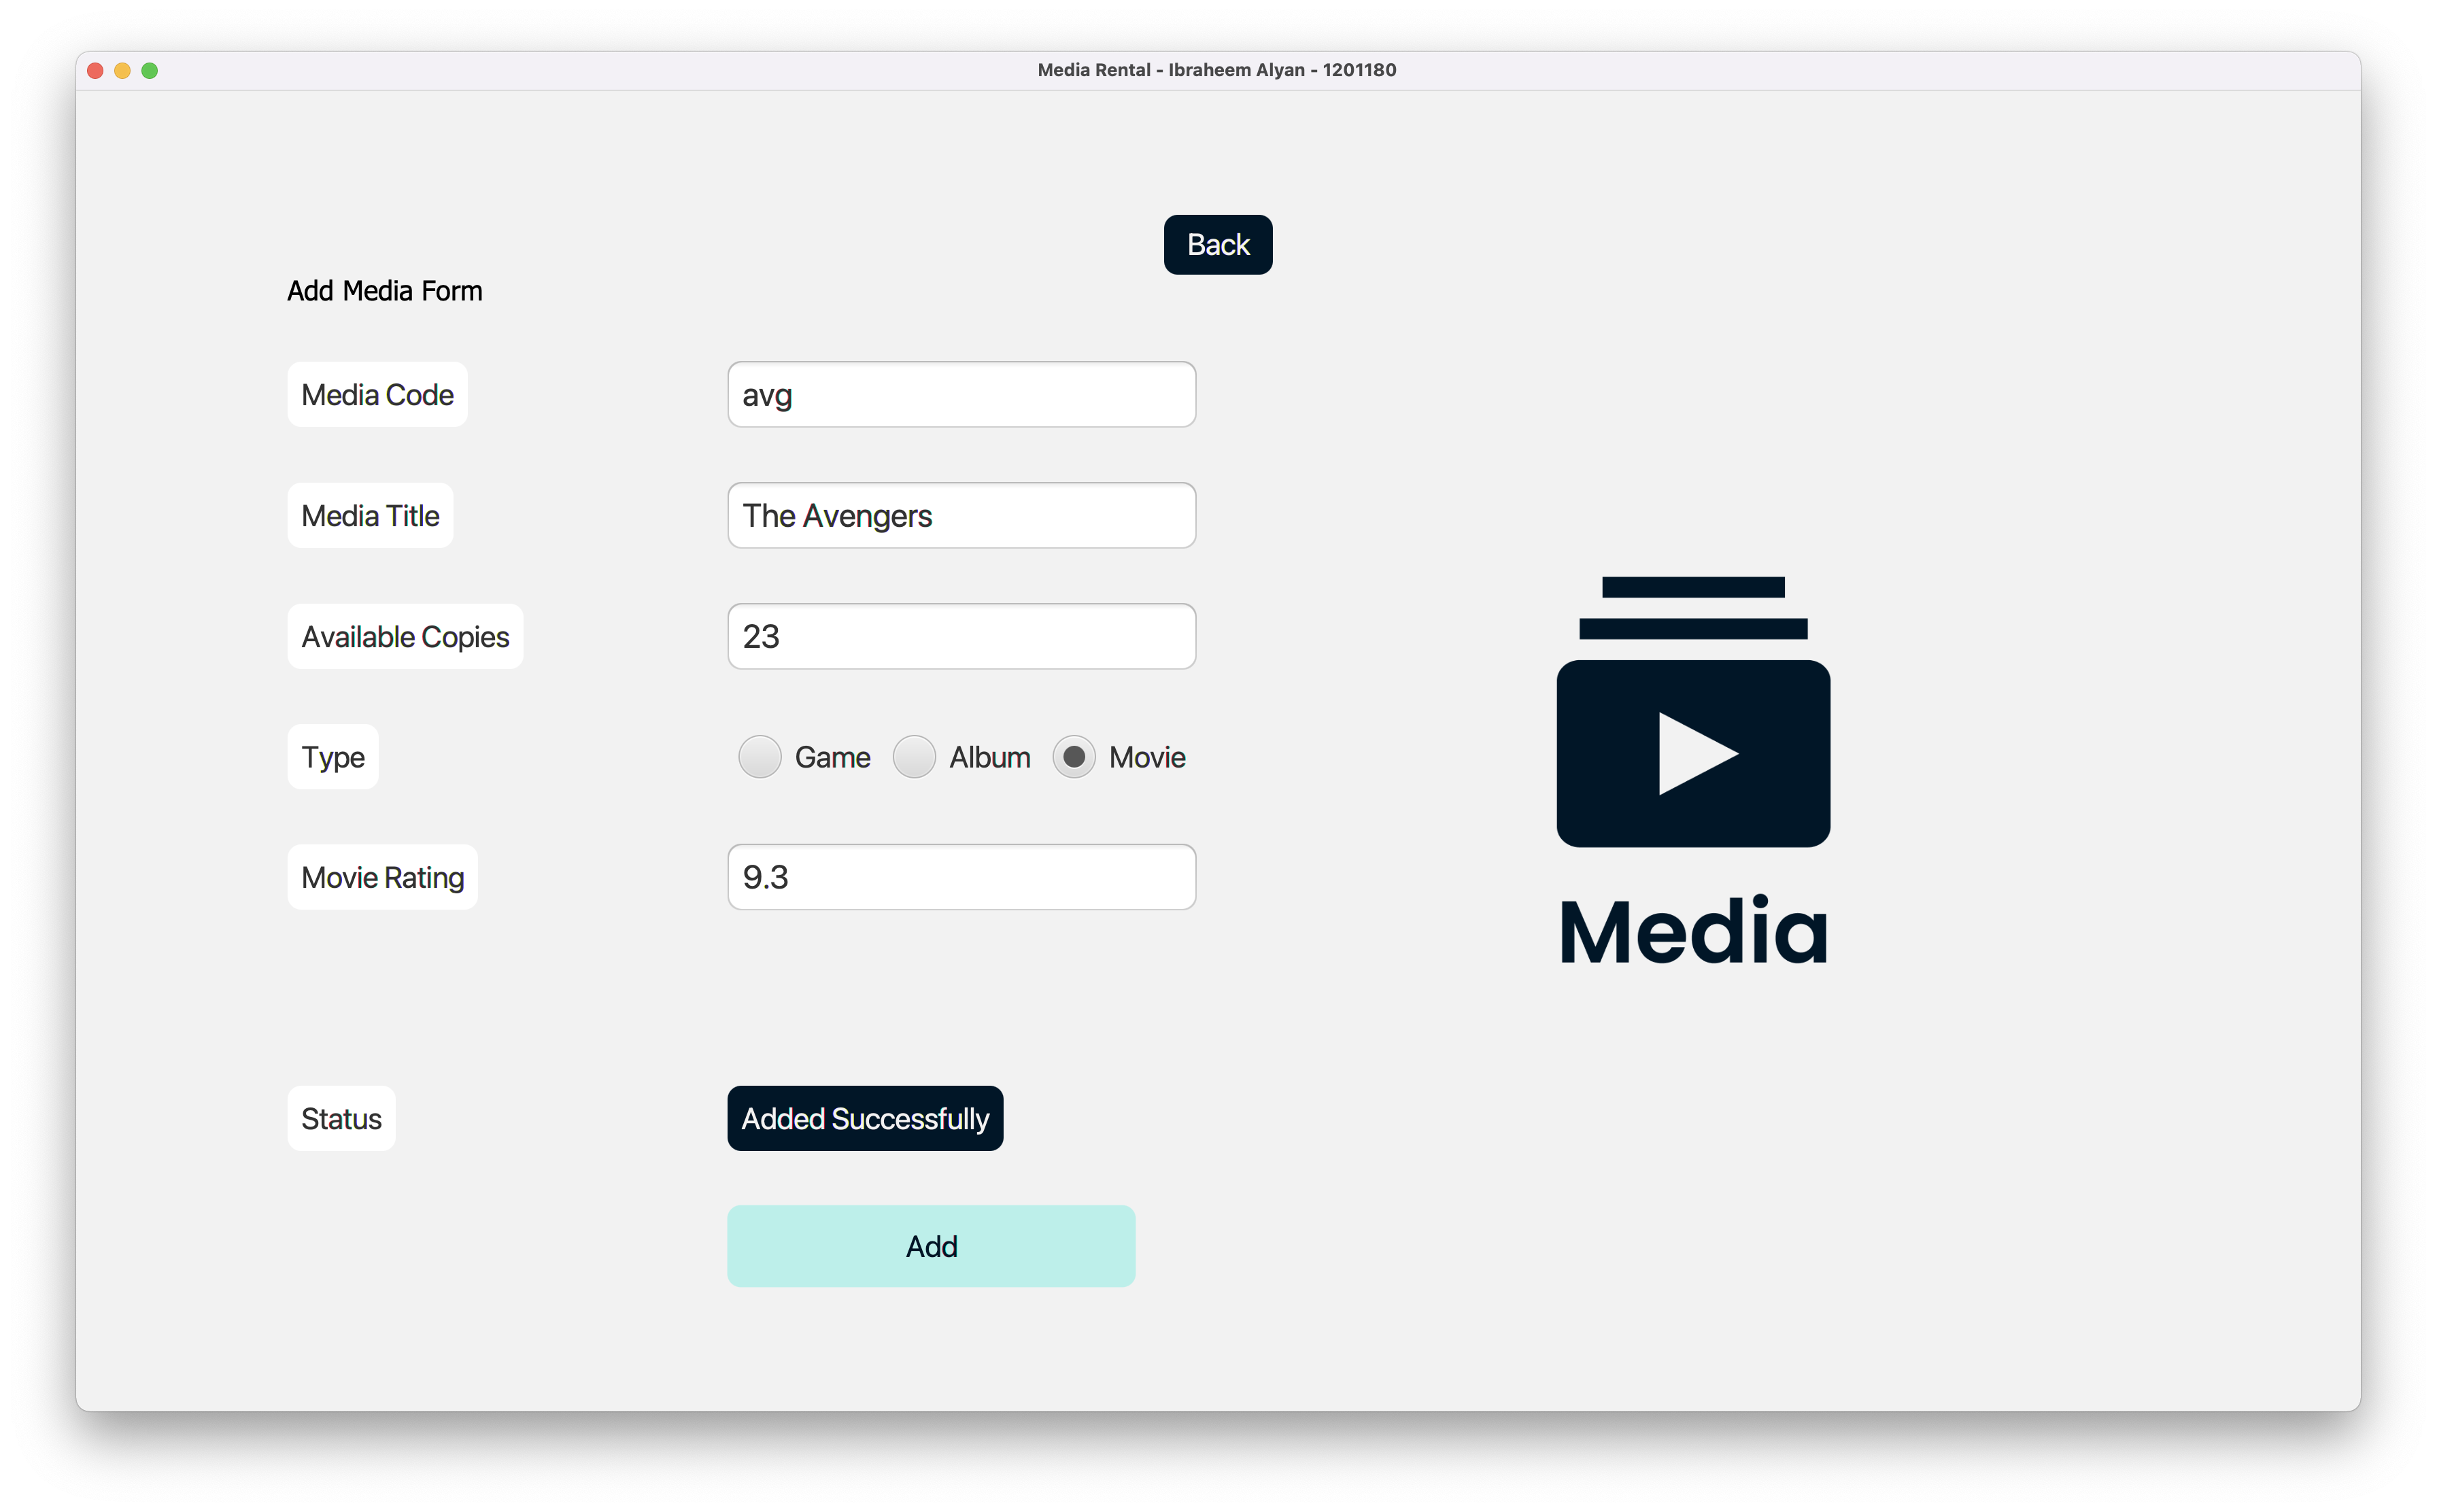 Media Rental - Ibraheem Alyan - 1201180
Back
Add Media Form
Media Code
avg
Media Title
The Avengers
Available Copies
23
Type
Game Album Movie
Movie Rating
9.3
Media
Status
Added Successfully
Add